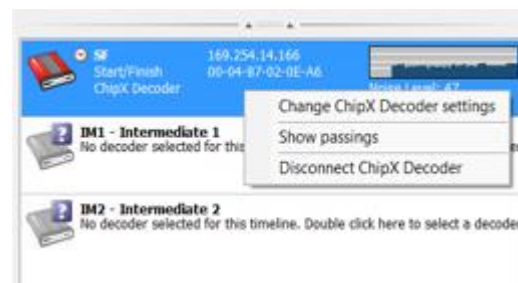 SF 169.254.14.166
Start/Finish 00-04-87-02-0E-A6
ChipX Decoder Noise Level: 47
Change ChipX Decoder settings
IM1 - Intermediate 1
No decoder selected for this
Show passings
Disconnect ChipX Decoder
IM2 - Intermediate 2
No decoder selected for this timeline. Double click here to select a decoder